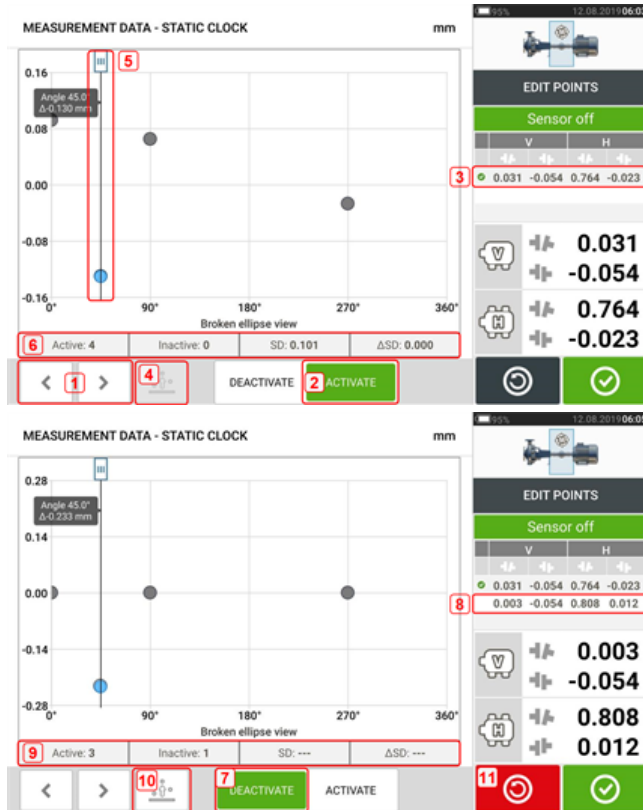 95% 12.08.2019 06:03
MEASUREMENT DATA - STATIC CLOCK mm
5
0.16
Angle 45.0°
Δ-0.130 mm
EDIT POINTS
0.08
Sensor off
V H
3 0.031 -0.054 0.764 -0.023
0.00
V 0.031
-0.054
-0.08
H 0.764
-0.023
-0.16
0° 90° 180° 270° 360°
Broken ellipse view
6 Active: 4 Inactive: 0 SD: 0.101 ΔSD: 0.000
< 1 > 4 DEACTIVATE 2 ACTIVATE
95% 12.08.2019 06:05
MEASUREMENT DATA - STATIC CLOCK mm
0.28
Angle 45.0°
Δ-0.233 mm
EDIT POINTS
0.14
Sensor off
V H
0.031 -0.054 0.764 -0.023
0.00
8 0.003 -0.054 0.808 0.012
V 0.003
-0.054
-0.14
H 0.808
0.012
-0.28
0° 90° 180° 270° 360°
Broken ellipse view
9 Active: 3 Inactive: 1 SD: --- ΔSD: ---
< > 10 7 DEACTIVATE ACTIVATE 11